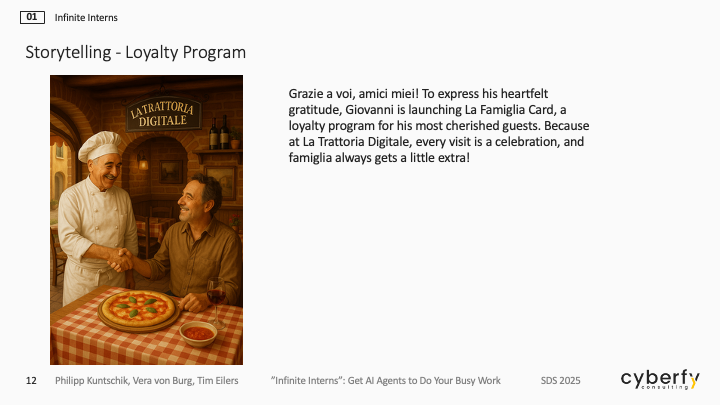 01 Infinite Interns
Storytelling - Loyalty Program
LA TRATTORIA
DIGITALE
Grazie a voi, amici miei! To express his heartfelt
gratitude, Giovanni is launching La Famiglia Card, a
loyalty program for his most cherished guests. Because
at La Trattoria Digitale, every visit is a celebration, and
famiglia always gets a little extra!
12 Philipp Kuntschik, Vera von Burg, Tim Eilers "Infinite Interns": Get AI Agents to Do Your Busy Work SDS 2025
cyberfy
consulting